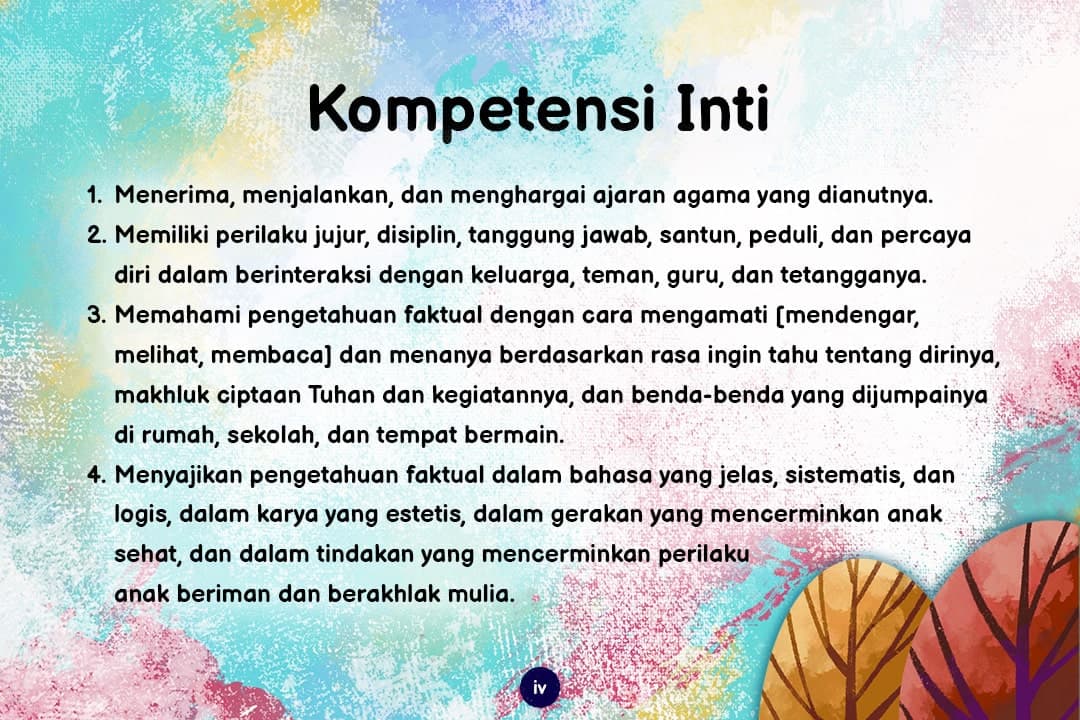 Kompetensi Inti
1. Menerima, menjalankan, dan menghargai ajaran agama yang dianutnya.
2. Memiliki perilaku jujur, disiplin, tanggung jawab, santun, peduli, dan percaya
diri dalam berinteraksi dengan keluarga, teman, guru, dan tetangganya.
3. Memahami pengetahuan faktual dengan cara mengamati [mendengar,
melihat, membaca] dan menanya berdasarkan rasa ingin tahu tentang dirinya,
makhluk ciptaan Tuhan dan kegiatannya, dan benda-benda yang dijumpainya
di rumah, sekolah, dan tempat bermain.
4. Menyajikan pengetahuan faktual dalam bahasa yang jelas, sistematis, dan
logis, dalam karya yang estetis, dalam gerakan yang mencerminkan anak
sehat, dan dalam tindakan yang mencerminkan perilaku
anak beriman dan berakhlak mulia.
iv